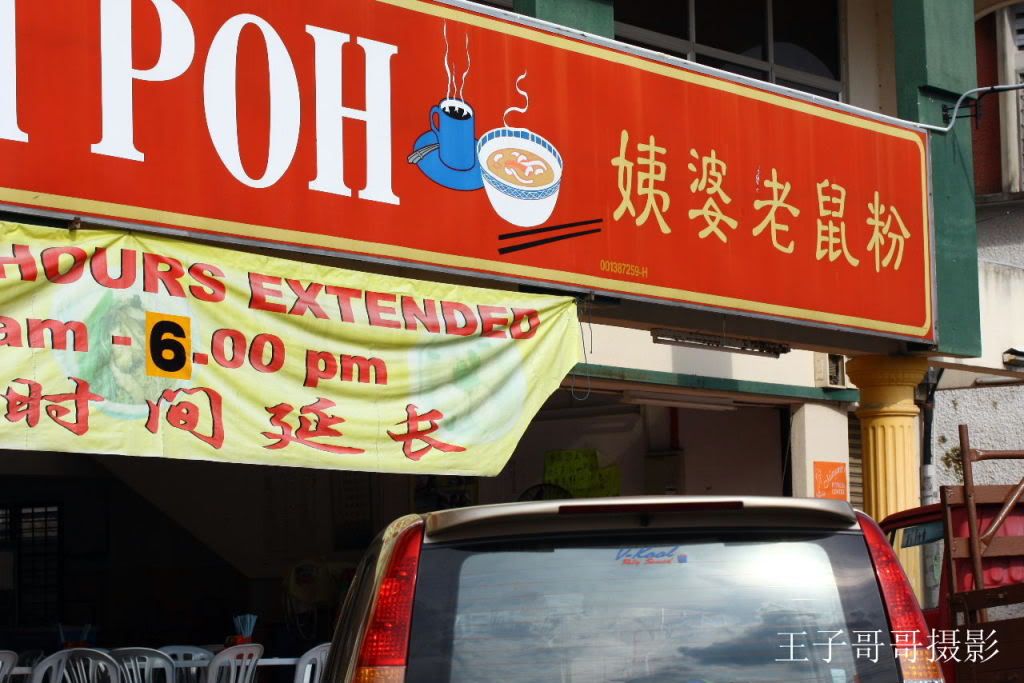 POH
姨婆老鼠粉
001387259-H
HOURS EXTENDED
am - 6.00 pm
时间延长
V-Kool
王子哥哥摄影